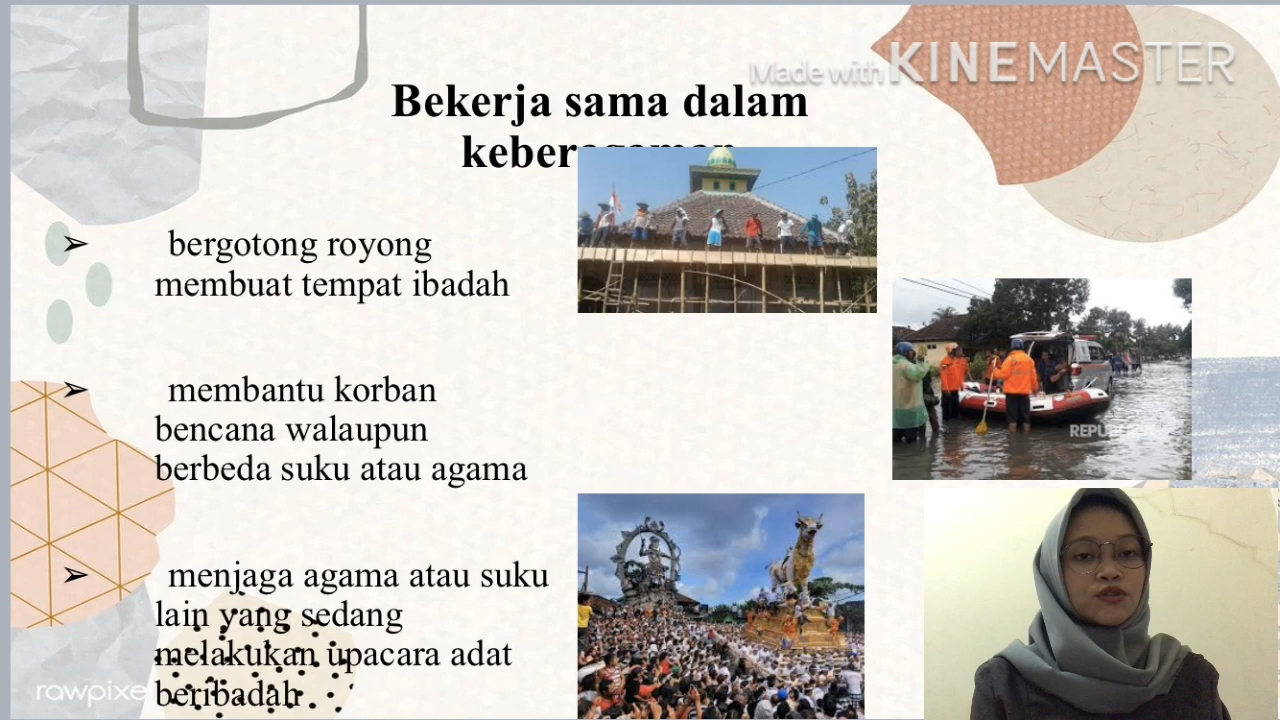 Made with KINEMASTER
Bekerja sama dalam
➢ bergotong royong
membuat tempat ibadah
➢ membantu korban
bencana walaupun
berbeda suku atau agama
➢ menjaga agama atau suku
lain yang sedang
melakukan upacara adat
beribadah
rawpixe